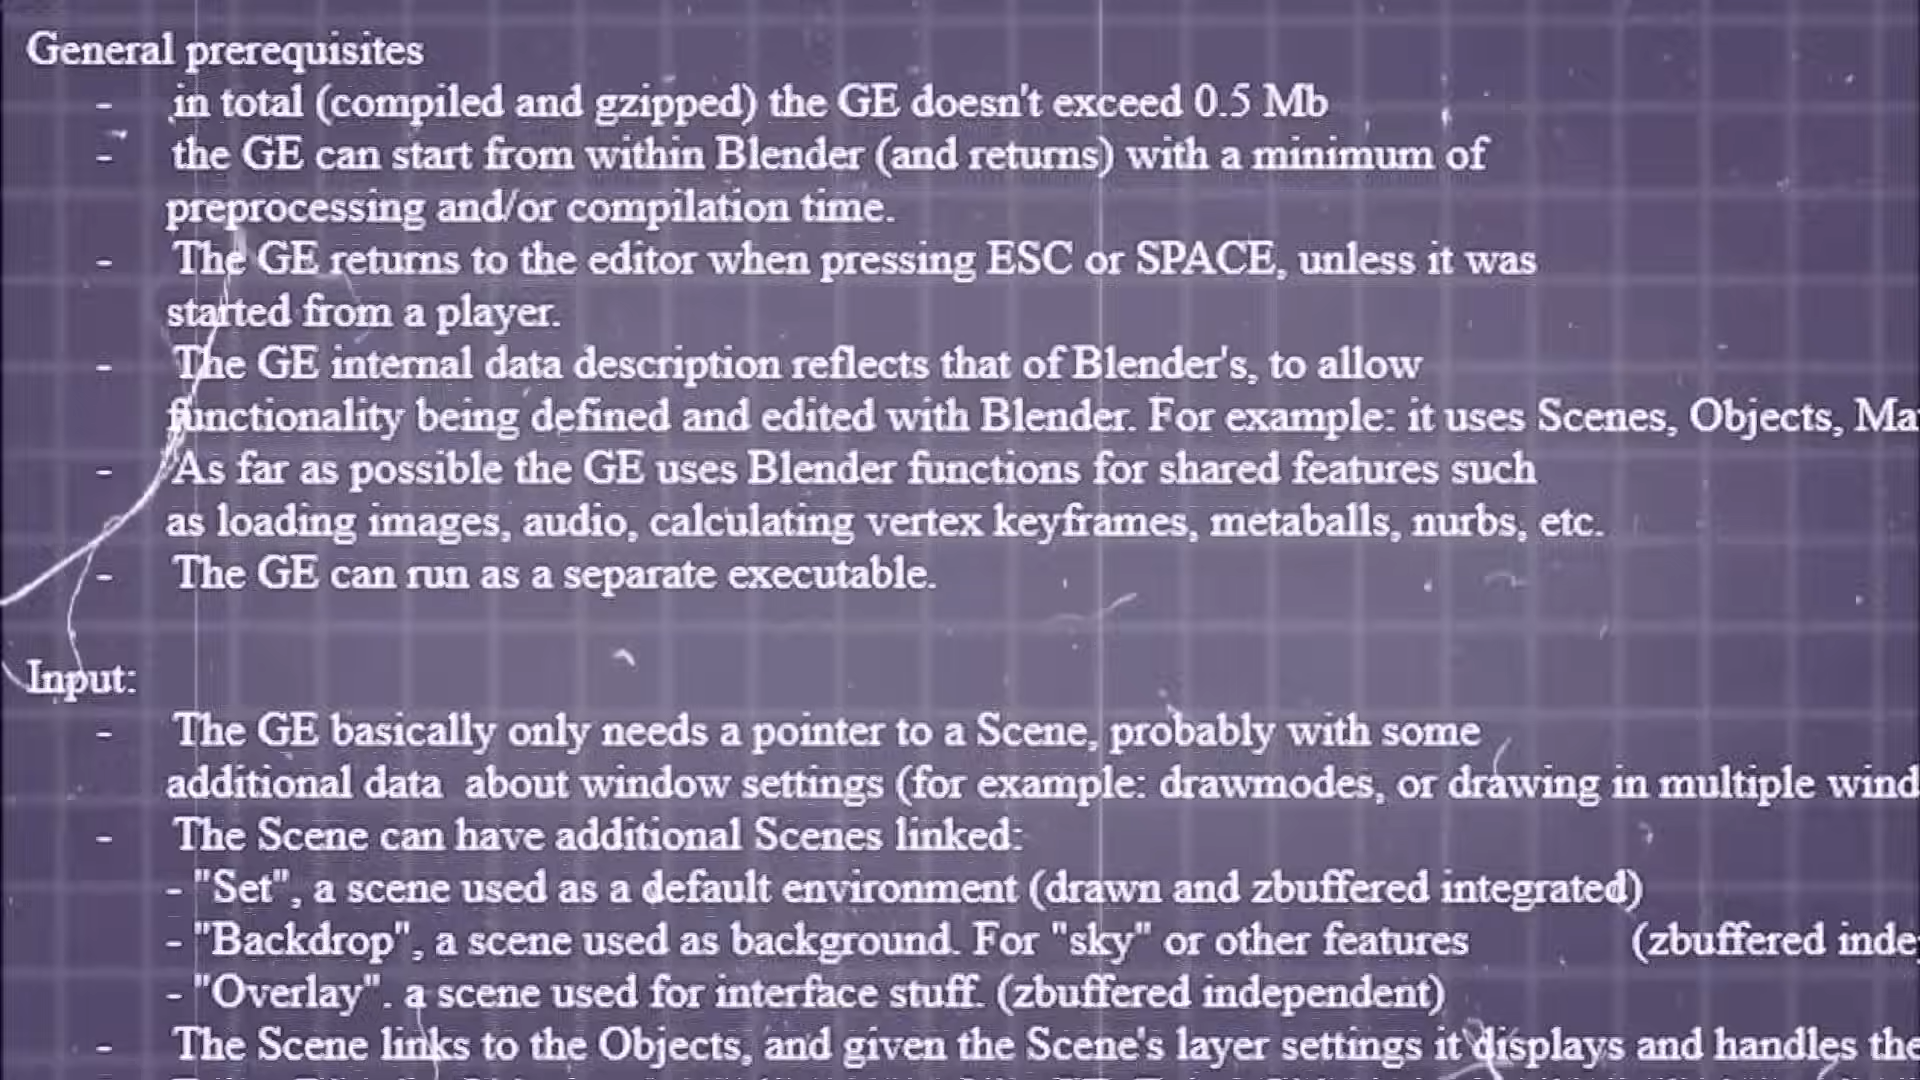 General prerequisites
- in total (compiled and gzipped) the GE doesn't exceed 0.5 Mb
- the GE can start from within Blender (and returns) with a minimum of
preprocessing and/or compilation time.
- The GE returns to the editor when pressing ESC or SPACE, unless it was
started from a player.
- The GE internal data description reflects that of Blender's, to allow
functionality being defined and edited with Blender. For example: it uses Scenes, Objects,
- As far as possible the GE uses Blender functions for shared features such
as loading images, audio, calculating vertex keyframes, metaballs, nurbs, etc.
- The GE can run as a separate executable.
Input:
- The GE basically only needs a pointer to a Scene, probably with some
additional data about window settings (for example: drawmodes, or drawing in multiple wind
- The Scene can have additional Scenes linked:
- "Set", a scene used as a default environment (drawn and zbuffered integrated)
- "Backdrop", a scene used as background. For "sky" or other features (zbuffered inde
- "Overlay". a scene used for interface stuff. (zbuffered independent)
- The Scene links to the Objects, and given the Scene's layer settings it displays and handles the